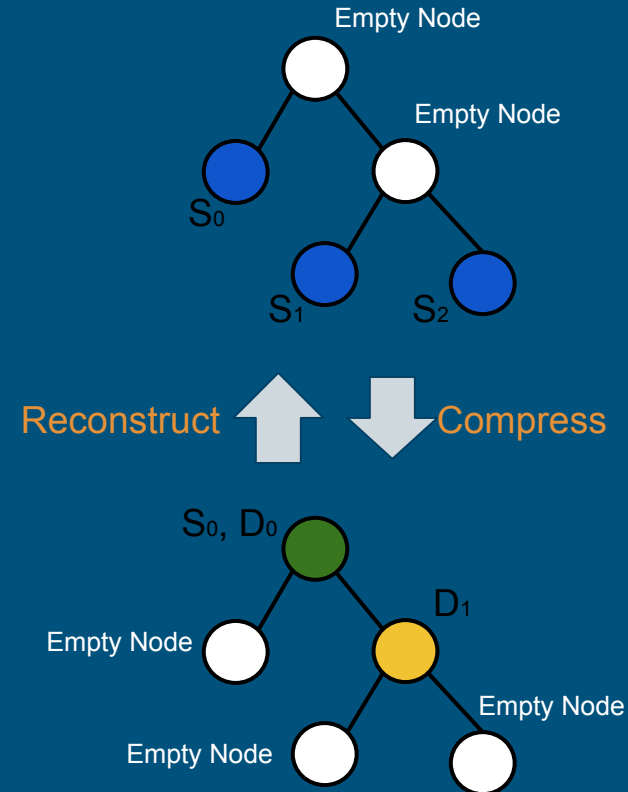 Empty Node
Empty Node
S₀
S₁
S₂
Reconstruct
Compress
S₀, D₀
D₁
Empty Node
Empty Node
Empty Node